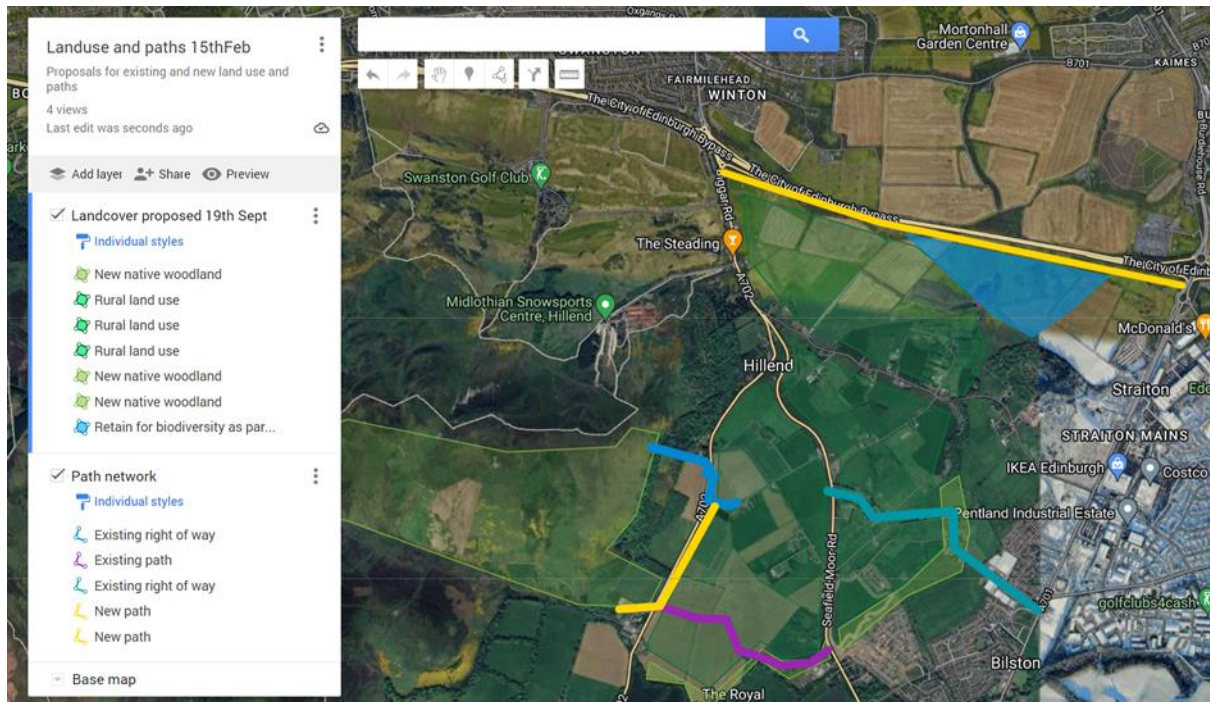 Landuse and paths 15thFeb
Proposals for existing and new land use and
paths
4 views
Last edit was seconds ago
Add layer
Share
Preview
Landcover proposed 19th Sept
Individual styles
New native woodland
Rural land use
Rural land use
Rural land use
New native woodland
New native woodland
Retain for biodiversity as par...
Path network
Individual styles
Existing right of way
Existing path
Existing right of way
New path
New path
Base map
Oxgangs
Mortonhall
Garden Centre
B701
KAIMES
FAIRMILEHEAD
WINTON
The City of Edinburgh Bypass
The City of Edinburgh Bypass
Burdiehouse Rd
Biggar Rd
Swanston Golf Club
The Steading
The City of Edinb
A702
Midlothian Snowsports
Centre, Hillend
McDonald's
Hillend
Straiton
Ede
STRAITON MAINS
IKEA Edinburgh
Costco
A702
Pentland Industrial Estate
Seafield Moor Rd
A701
golfclubs4cash
Bilston
A702
The Royal